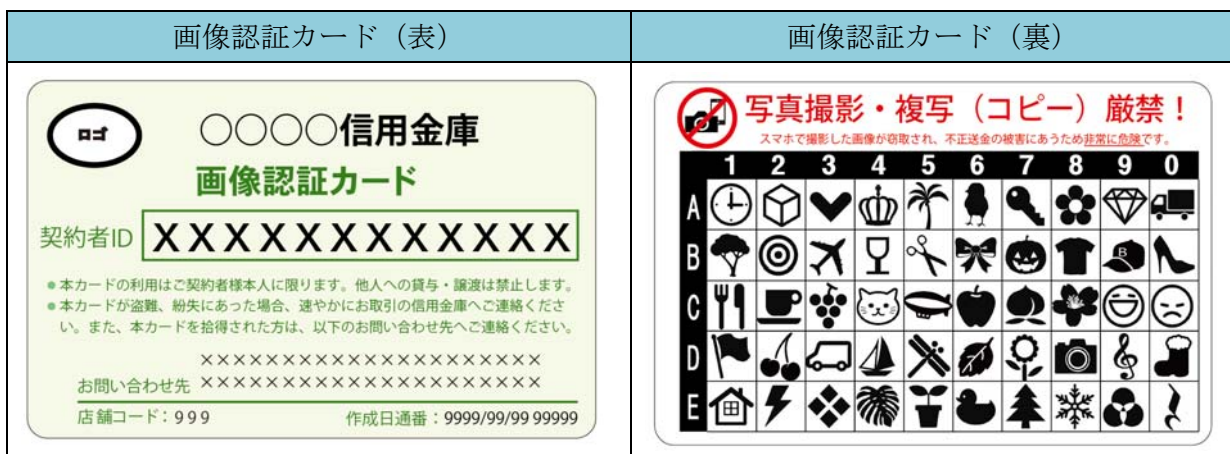 画像認証カード（表）
画像認証カード（裏）
ロゴ
○○○○信用金庫
画像認証カード
契約者ID XXXXXXXXXXXXX
●本カードの利用はご契約者様本人に限ります。他人への貸与・譲渡は禁止します。
●本カードが盗難、紛失にあった場合、速やかにお取引の信用金庫へご連絡くださ
い。また、本カードを拾得された方は、以下のお問い合わせ先へご連絡ください。
×××××××××××××××××××××
お問い合わせ先 ×××××××××××××××××××××
店舗コード：999 作成日通番：9999/99/99 99999
写真撮影・複写（コピー）厳禁！
スマホで撮影した画像が窃取され、不正送金の被害にあうため非常に危険です。
1 2 3 4 5 6 7 8 9 0
A
B
B
C
D
E